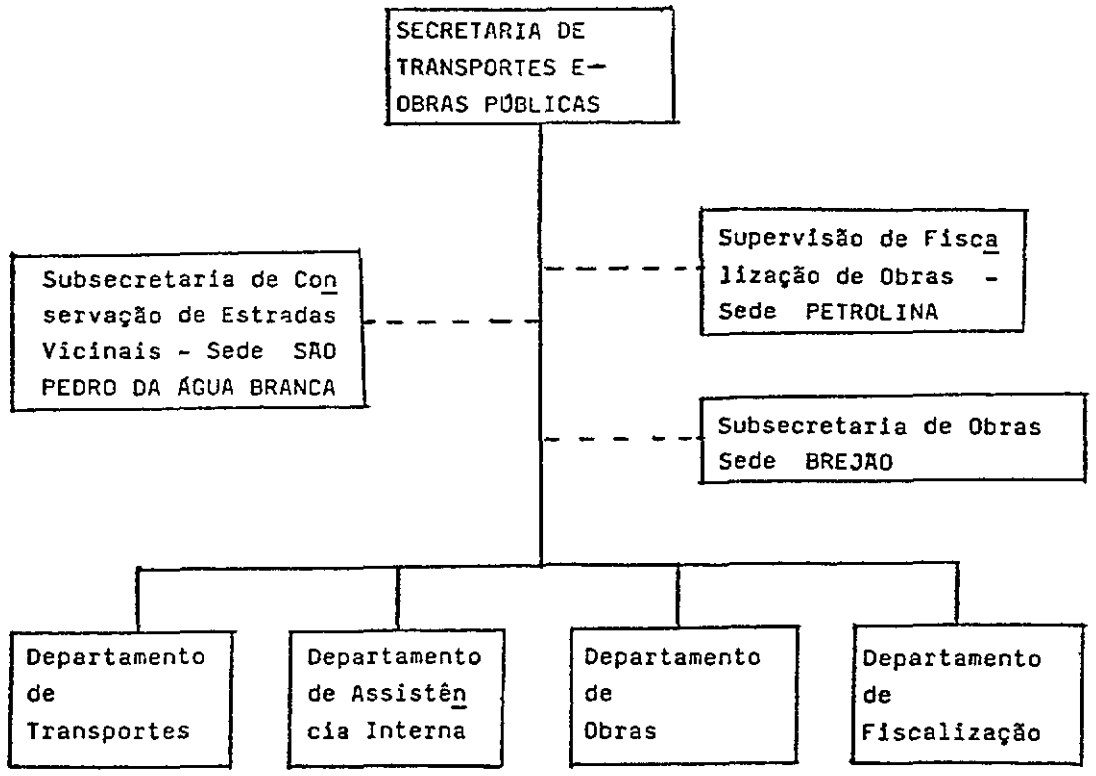 SECRETARIA DE
TRANSPORTES E—
OBRAS PÚBLICAS
Supervisão de Fisca
lização de Obras -
Sede PETROLINA
Subsecretaria de Con
servação de Estradas
Vicinais - Sede SÃO
PEDRO DA ÁGUA BRANCA
Subsecretaria de Obras
Sede BREJÃO
Departamento
de
Transportes
Departamento
de Assistên
cia Interna
Departamento
de
Obras
Departamento
de
Fiscalização